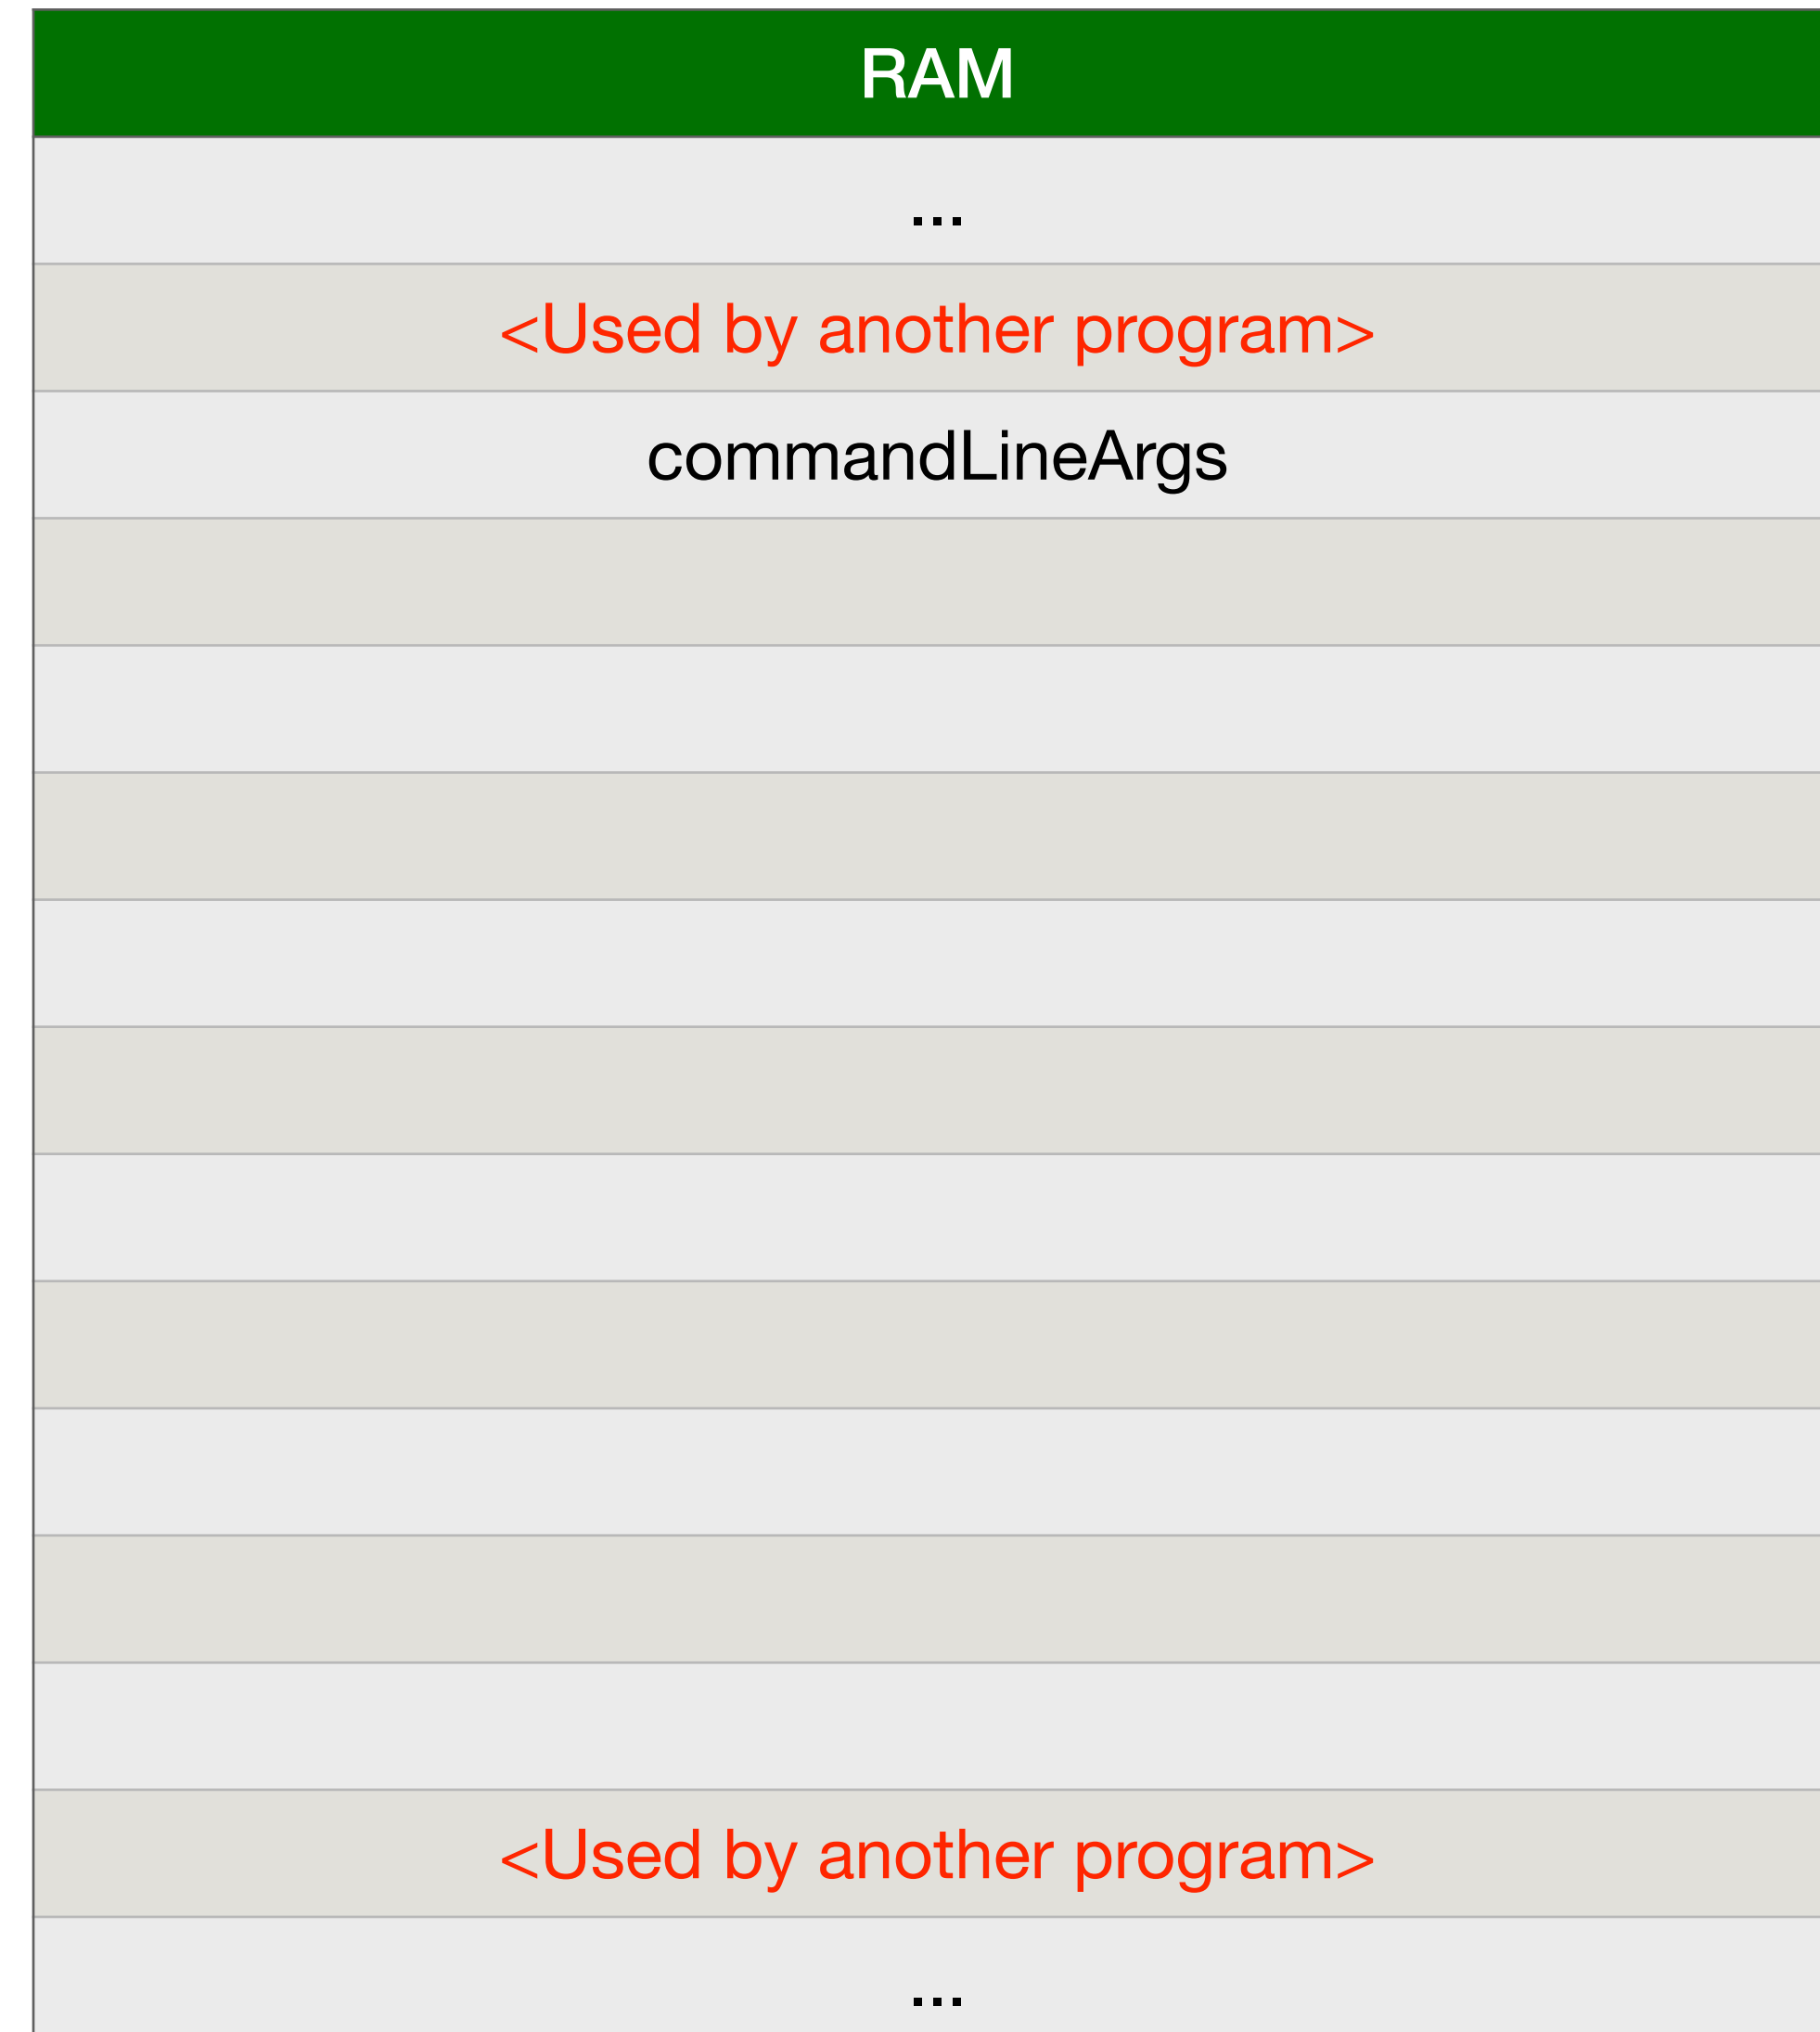 RAM
...
<Used by another program>
commandLineArgs
<Used by another program>
...